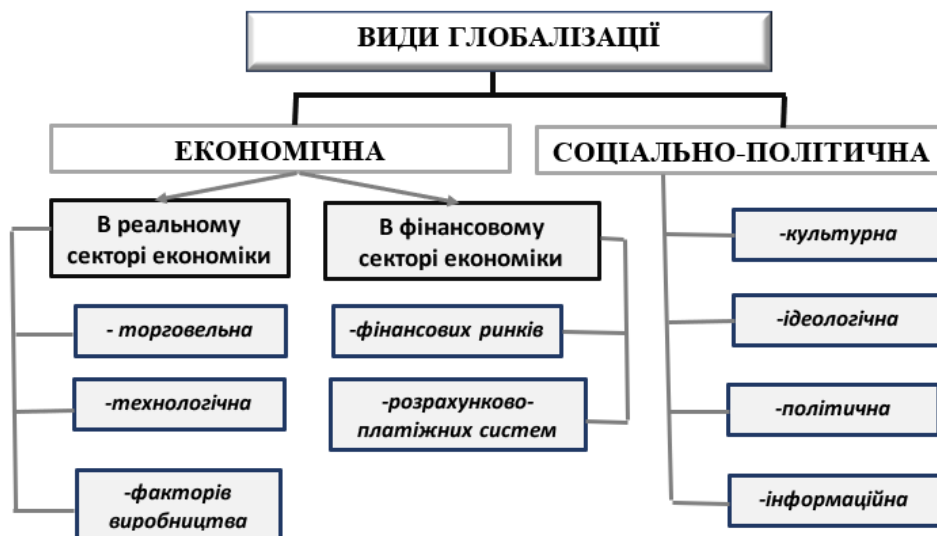 ВИДИ ГЛОБАЛІЗАЦІЇ
ЕКОНОМІЧНА
СОЦІАЛЬНО-ПОЛІТИЧНА
В реальному
секторі економіки
- торговельна
-технологічна
-факторів
виробництва
В фінансовому
секторі економіки
-фінансових ринків
-розрахунково-
платіжних систем
-культурна
-ідеологічна
-політична
-інформаційна